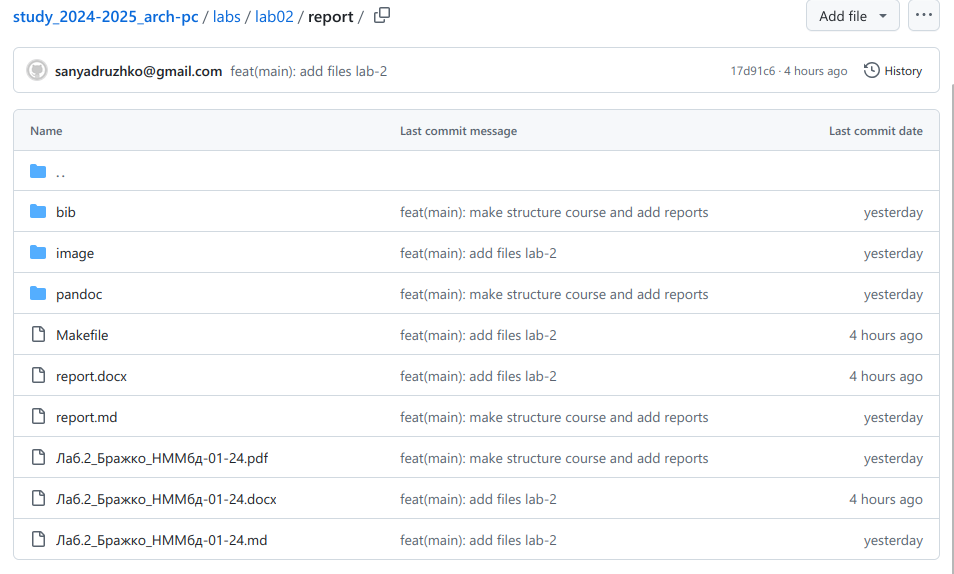 study_2024-2025_arch-pc / labs / lab02 / report /
Add file
sanyadruzhko@gmail.com feat(main): add files lab-2
17d91c6 · 4 hours ago
History
Name Last commit message Last commit date
..
bib feat(main): make structure course and add reports yesterday
image feat(main): add files lab-2 yesterday
pandoc feat(main): make structure course and add reports yesterday
Makefile feat(main): add files lab-2 4 hours ago
report.docx feat(main): add files lab-2 4 hours ago
report.md feat(main): make structure course and add reports yesterday
Лаб.2_Бражко_НММбд-01-24.pdf feat(main): make structure course and add reports yesterday
Лаб.2_Бражко_НММбд-01-24.docx feat(main): add files lab-2 4 hours ago
Лаб.2_Бражко_НММбд-01-24.md feat(main): add files lab-2 yesterday